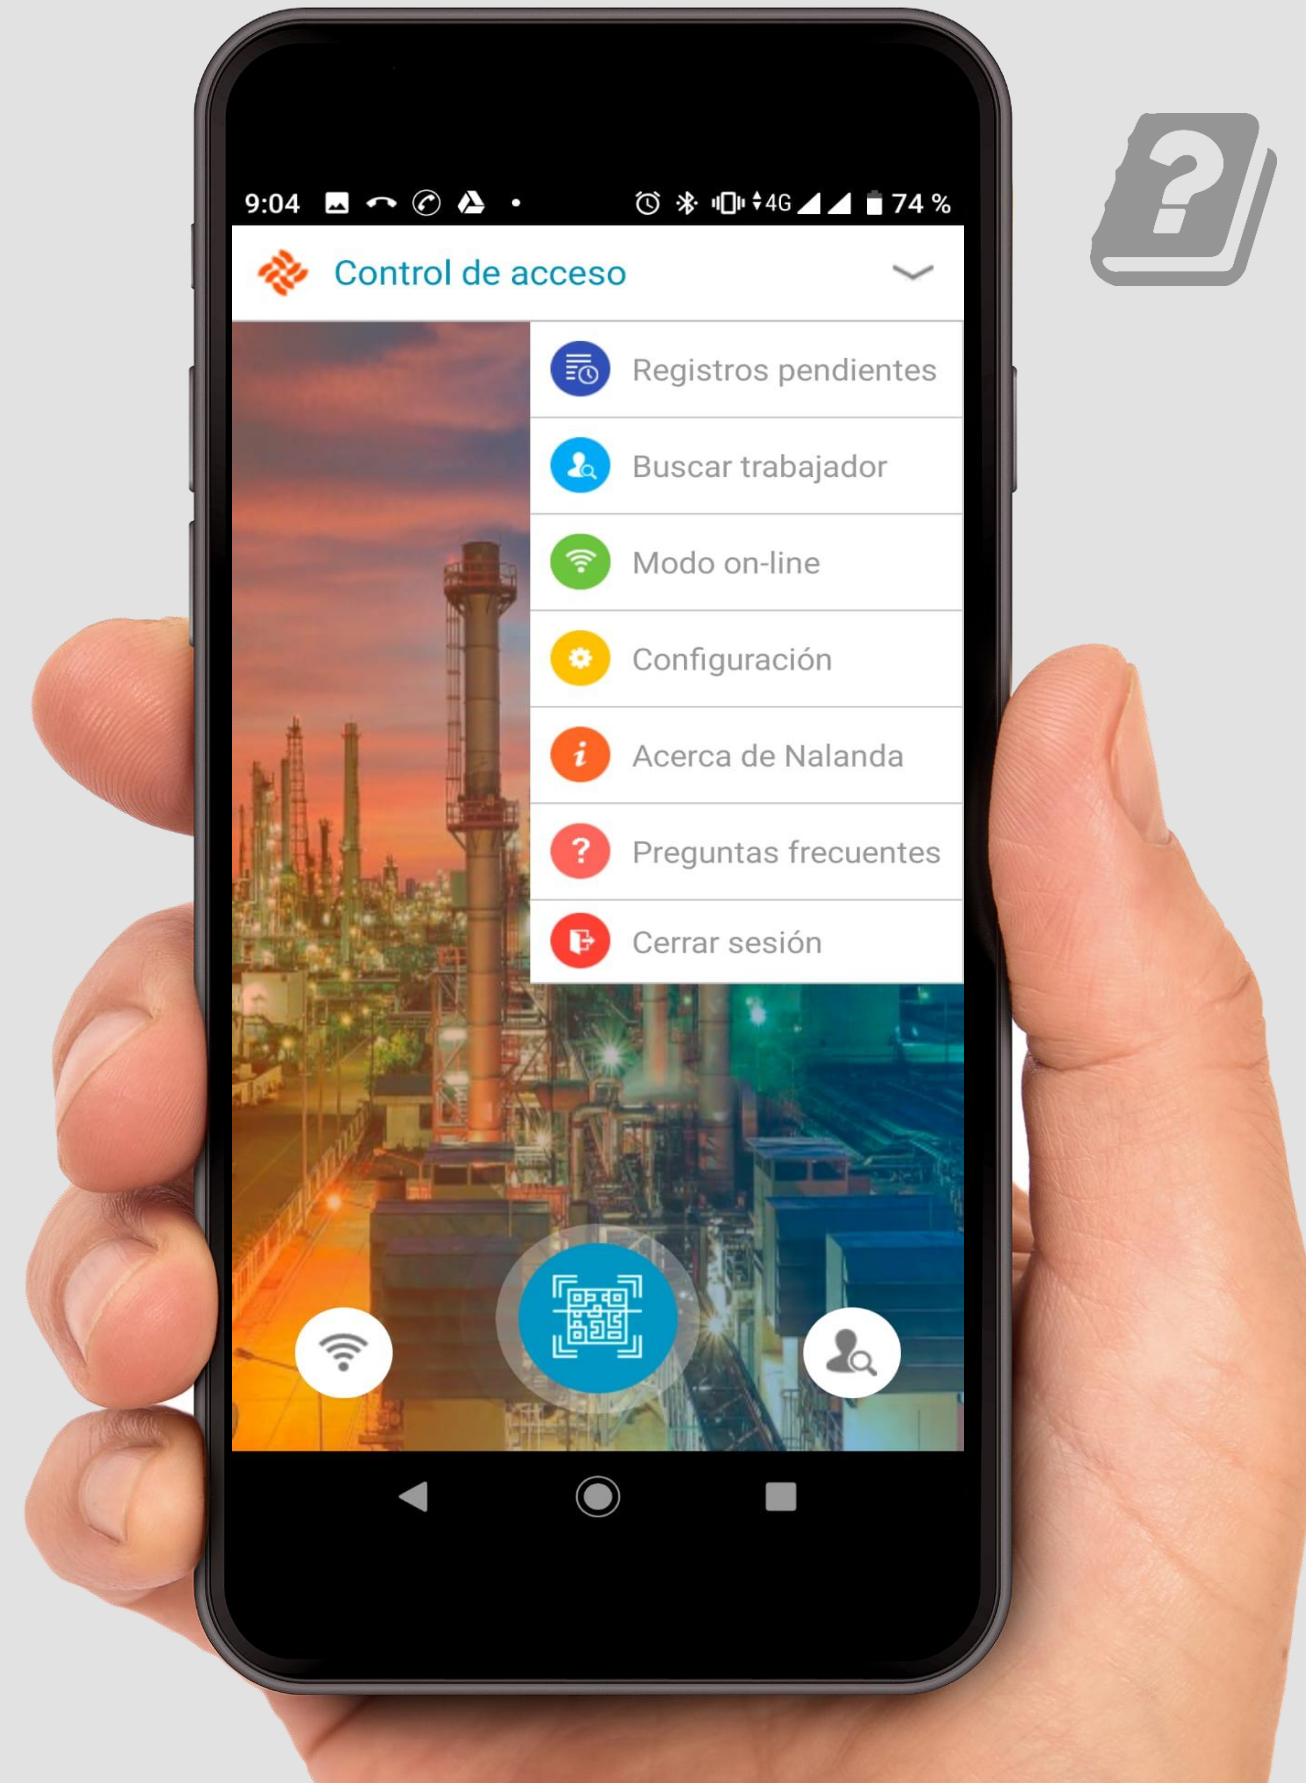 9:04 4G 74 %
Control de acceso
Registros pendientes
Buscar trabajador
Modo on-line
Configuración
Acerca de Nalanda
Preguntas frecuentes
Cerrar sesión